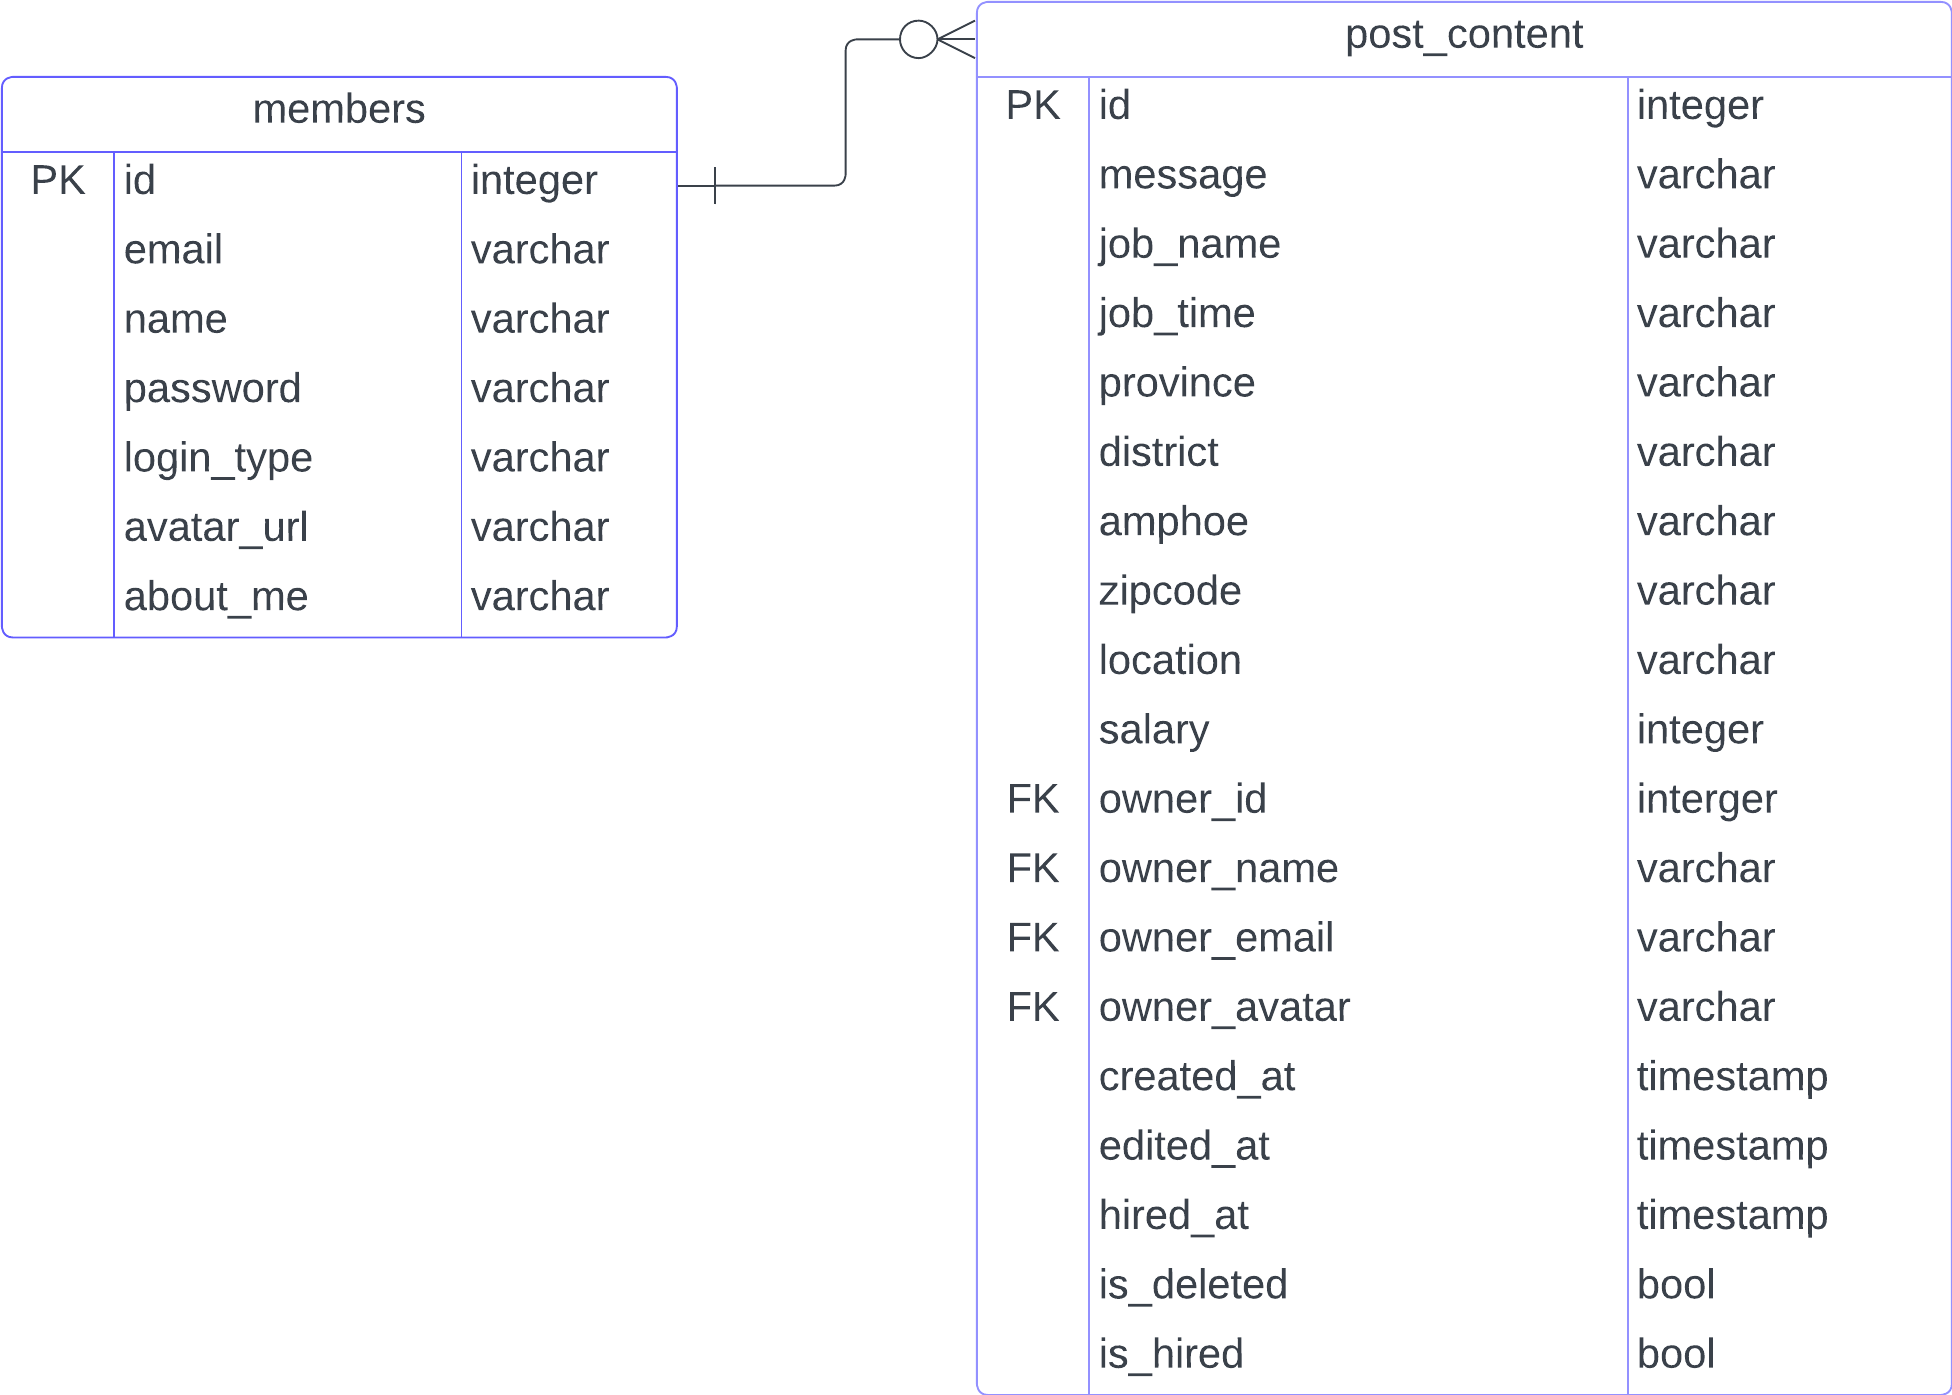 members
PK id integer
email varchar
name varchar
password varchar
login_type varchar
avatar_url varchar
about_me varchar
post_content
PK id integer
message varchar
job_name varchar
job_time varchar
province varchar
district varchar
amphoe varchar
zipcode varchar
location varchar
salary integer
FK owner_id interger
FK owner_name varchar
FK owner_email varchar
FK owner_avatar varchar
created_at timestamp
edited_at timestamp
hired_at timestamp
is_deleted bool
is_hired bool